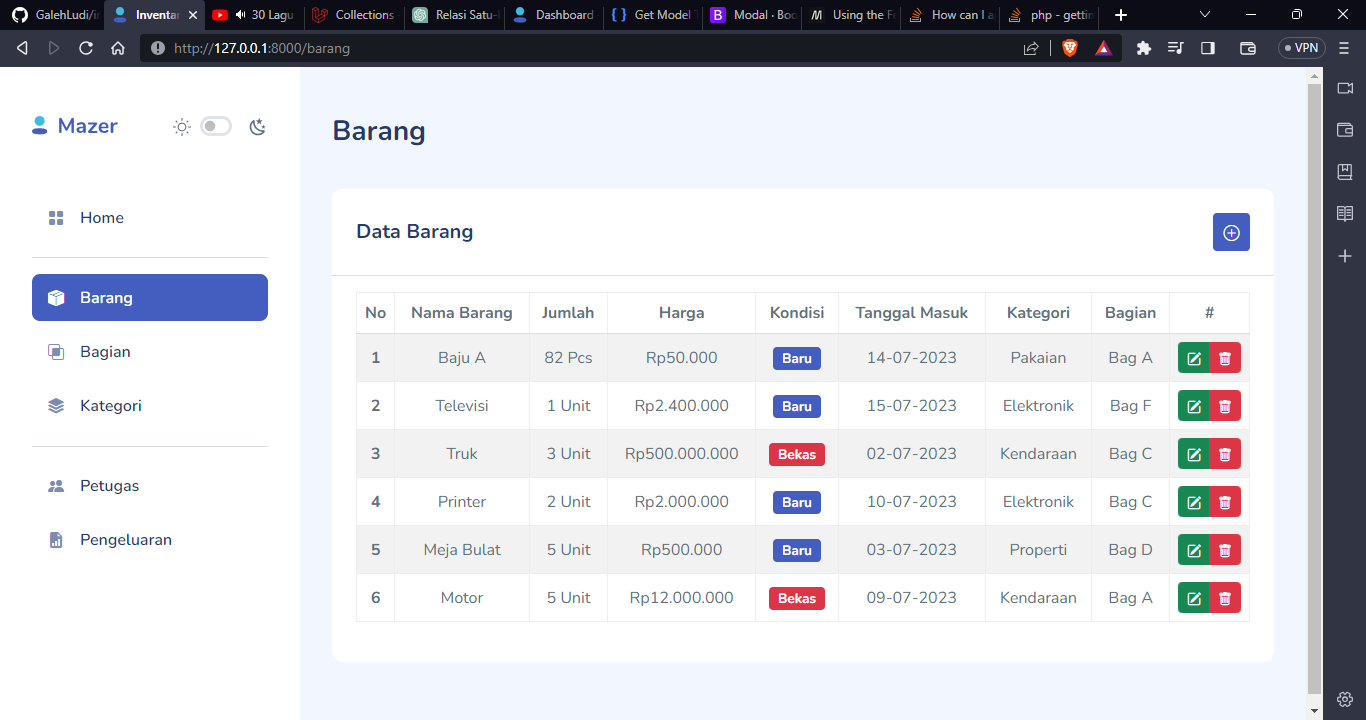 GalehLudi/i
Inventar
30 Lagu
Collections -
Relasi Satu-
Dashboard
Get Model
Modal · Boo
Using the F
How can I a
php - gettin
http://127.0.0.1:8000/barang
VPN
Mazer
Home
Barang
Bagian
Kategori
Petugas
Pengeluaran
Barang
Data Barang
No Nama Barang Jumlah Harga Kondisi Tanggal Masuk Kategori Bagian #
1 Baju A 82 Pcs Rp50.000 Baru 14-07-2023 Pakaian Bag A
2 Televisi 1 Unit Rp2.400.000 Baru 15-07-2023 Elektronik Bag F
3 Truk 3 Unit Rp500.000.000 Bekas 02-07-2023 Kendaraan Bag C
4 Printer 2 Unit Rp2.000.000 Baru 10-07-2023 Elektronik Bag C
5 Meja Bulat 5 Unit Rp500.000 Baru 03-07-2023 Properti Bag D
6 Motor 5 Unit Rp12.000.000 Bekas 09-07-2023 Kendaraan Bag A